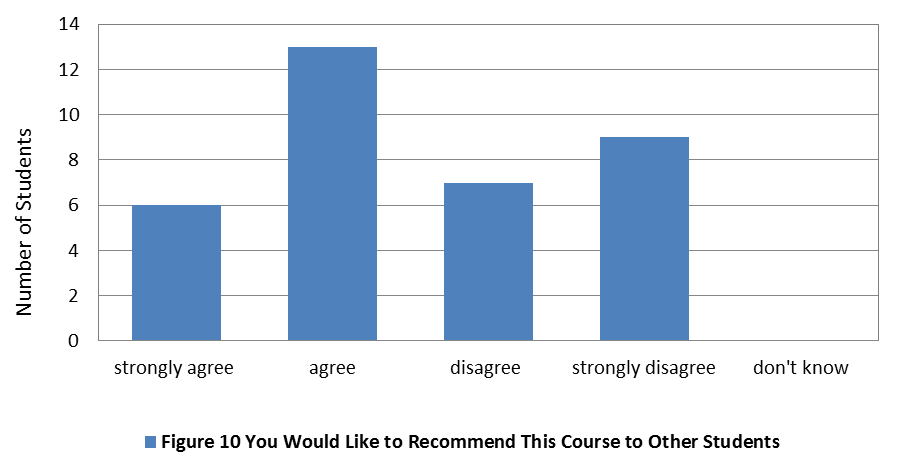 14
12
10
8
6
4
2
0
Number of Students
strongly agree agree disagree strongly disagree don't know
Figure 10 You Would Like to Recommend This Course to Other Students